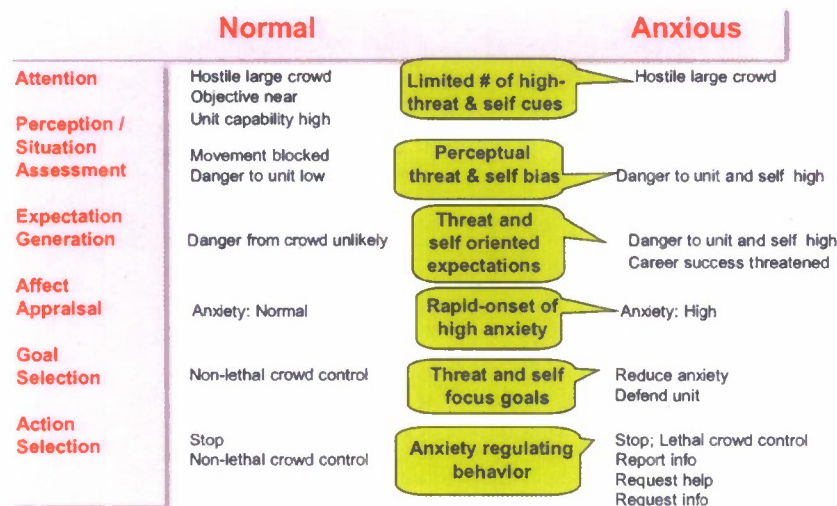 Normal Anxious
Attention
Hostile large crowd
Objective near
Unit capability high
Limited # of high-
threat & self cues
Hostile large crowd
Perception /
Situation
Assessment
Movement blocked
Danger to unit low
Perceptual
threat & self bias
Danger to unit and self high
Expectation
Generation
Danger from crowd unlikely
Threat and
self oriented
expectations
Danger to unit and self high
Career success threatened
Affect
Appraisal
Anxiety: Normal
Rapid-onset of
high anxiety
Anxiety: High
Goal
Selection
Non-lethal crowd control
Threat and self
focus goals
Reduce anxiety
Defend unit
Action
Selection
Stop
Non-lethal crowd control
Anxiety regulating
behavior
Stop; Lethal crowd control
Report info
Request help
Request info